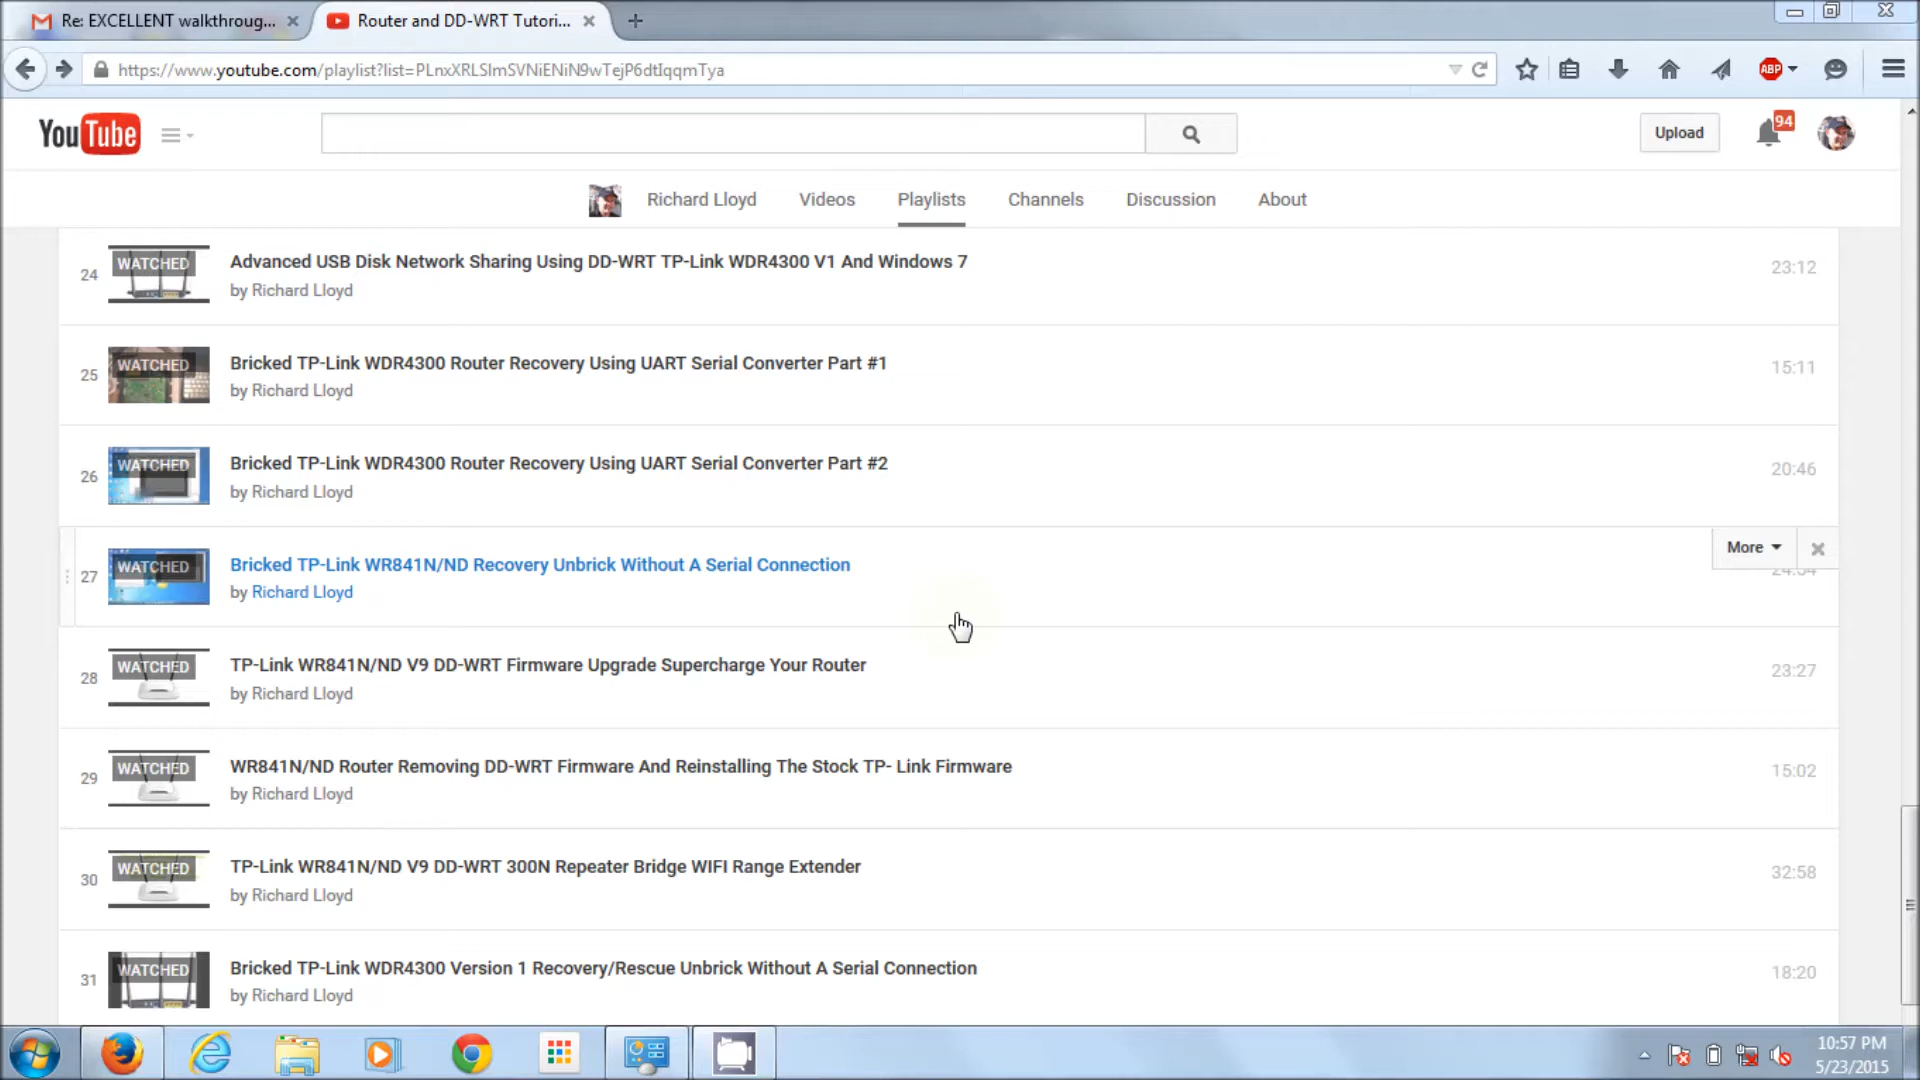 Re: EXCELLENT walkthroug...
Router and DD-WRT Tutori...
https://www.youtube.com/playlist?list=PLnxXRLSlmSVNiENiN9wTejP6dtIqqmTya
ABP
YouTube
Upload
94
Richard Lloyd
Videos
Playlists
Channels
Discussion
About
24
WATCHED
Advanced USB Disk Network Sharing Using DD-WRT TP-Link WDR4300 V1 And Windows 7
by Richard Lloyd
23:12
25
WATCHED
Bricked TP-Link WDR4300 Router Recovery Using UART Serial Converter Part #1
by Richard Lloyd
15:11
26
WATCHED
Bricked TP-Link WDR4300 Router Recovery Using UART Serial Converter Part #2
by Richard Lloyd
20:46
27
WATCHED
Bricked TP-Link WR841N/ND Recovery Unbrick Without A Serial Connection
by Richard Lloyd
More
28
WATCHED
TP-Link WR841N/ND V9 DD-WRT Firmware Upgrade Supercharge Your Router
by Richard Lloyd
23:27
29
WATCHED
WR841N/ND Router Removing DD-WRT Firmware And Reinstalling The Stock TP- Link Firmware
by Richard Lloyd
15:02
30
WATCHED
TP-Link WR841N/ND V9 DD-WRT 300N Repeater Bridge WIFI Range Extender
by Richard Lloyd
32:58
31
WATCHED
Bricked TP-Link WDR4300 Version 1 Recovery/Rescue Unbrick Without A Serial Connection
by Richard Lloyd
18:20
10:57 PM
5/23/2015